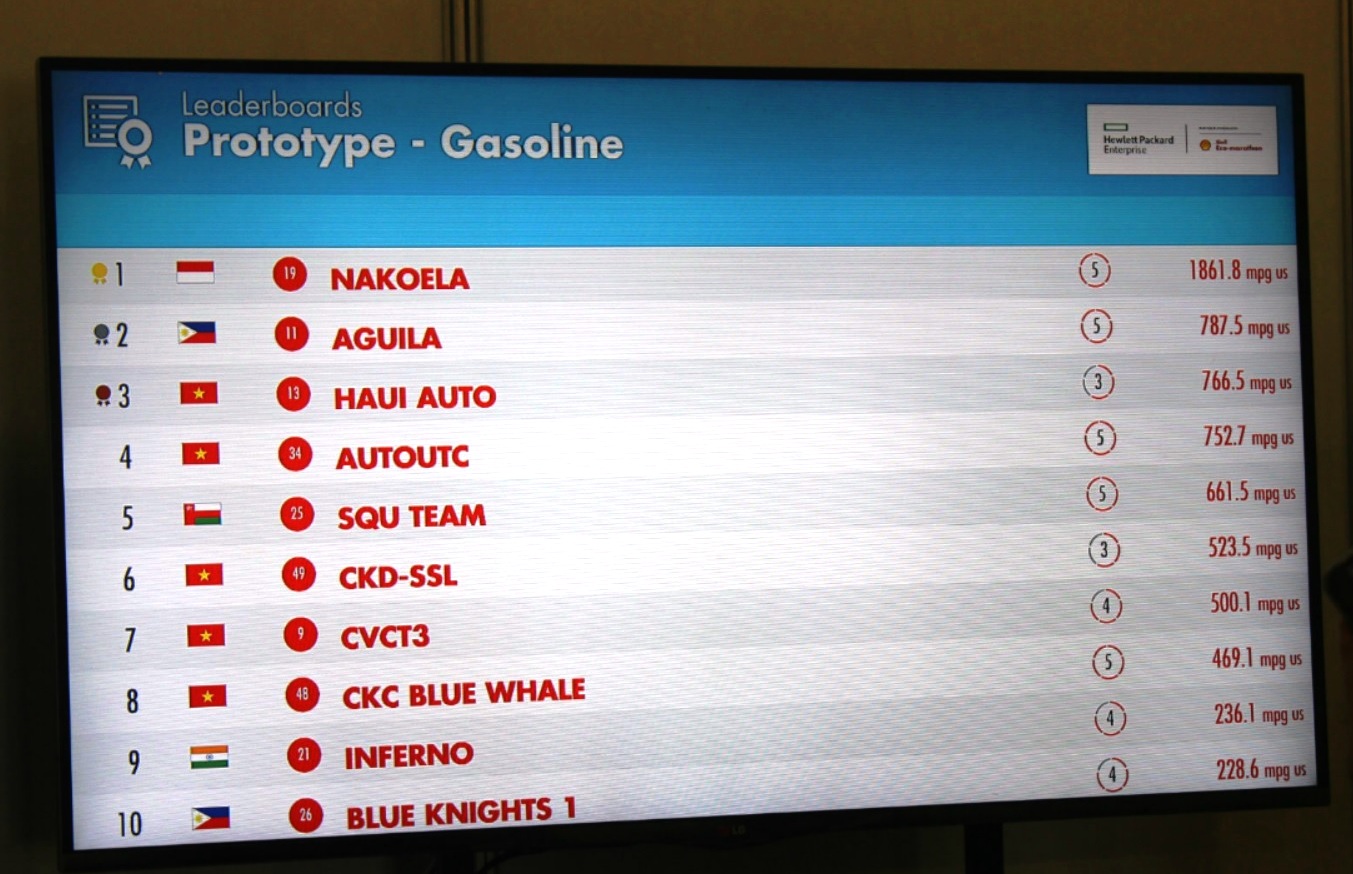 Leaderboards
Prototype - Gasoline
Hewlett Packard
Enterprise
Shell
Eco-marathon
1 19 NAKOELA 5 1861.8 mpg us
2 11 AGUILA 5 787.5 mpg us
3 13 HAUI AUTO 3 766.5 mpg us
4 34 AUTOUTC 5 752.7 mpg us
5 25 SQU TEAM 5 661.5 mpg us
6 49 CKD-SSL 3 523.5 mpg us
7 9 CVCT3 4 500.1 mpg us
8 48 CKC BLUE WHALE 5 469.1 mpg us
9 21 INFERNO 4 236.1 mpg us
10 26 BLUE KNIGHTS 1 4 228.6 mpg us
LG